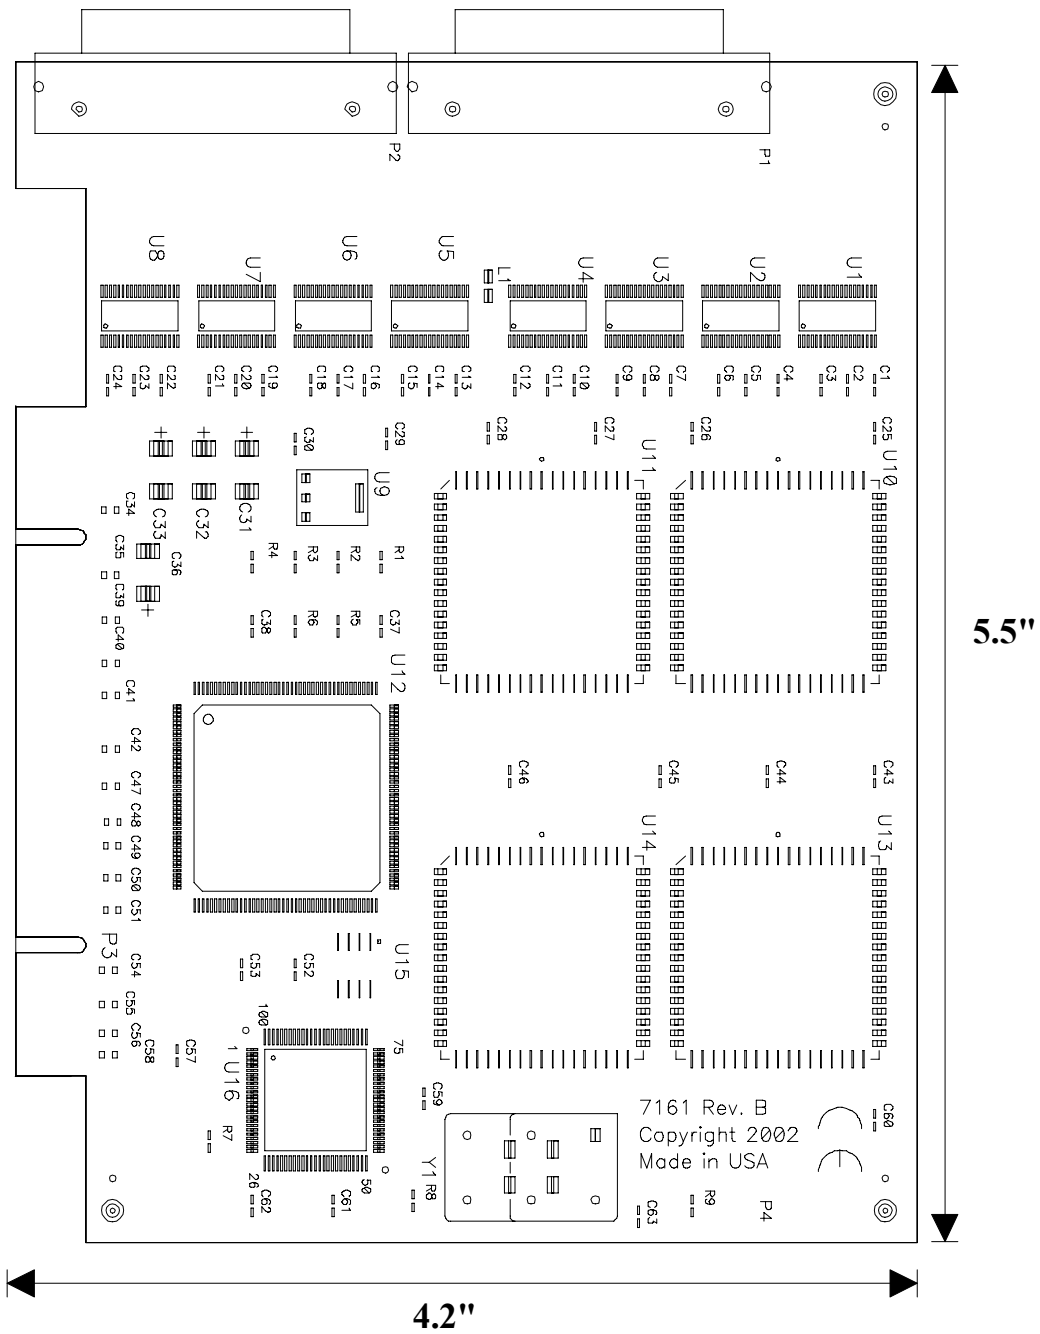 P2
P1
U8
U7
U6
U5
L1
U4
U3
U2
U1
C24
C23
C22
C21
C20
C19
C18
C17
C16
C15
C14
C13
C12
C11
C10
C9
C8
C7
C6
C5
C4
C3
C2
C1
+
+
+
C30
C29
C28
C27
C26
C25
U9
U11
U10
C34
C33
C32
C31
C35
C36
R4
R3
R2
R1
C39
+
C40
C38
R6
R5
C37
5.5"
C41
U12
C42
C47
C46
C45
C44
C43
C48
C49
U14
U13
C50
C51
P3
C54
C53
C52
U15
C55
100
C56
C58
C57
1
U16
75
C59
7161 Rev. B
Copyright 2002
Made in USA
C60
R7
Y1
26
C62
50
C61
R8
C63
R9
P4
4.2"